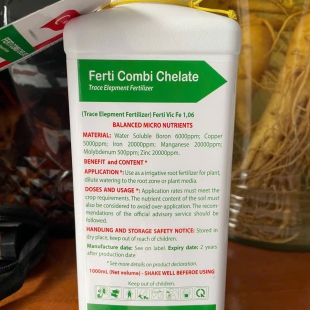 Ferti Combi Chelate
Trace Elepment Fertilizer
(Trace Elepment Fertilizer) Ferti Vic Fe 1,06
BALANCED MICRO NUTRIENTS
MATERIAL: Water Soluble Boron 6000ppm; Copper
5000ppm; Iron 20000ppm; Manganese 20000ppm;
Molybdenum 500ppm; Zinc 20000ppm.
BENEFIT and CONTENT *
APPLICATION *: Use as a irrigative root fertilizer for plant,
dilute watering to the root zone or plant media.
DOSES AND USAGE *: Application rates must meet the
crop requirements. The nutrient content of the soil must
also be considered to avoid over application. The recom-
mendations of the official advisory service should be
followed.
HANDLING AND STORAGE SAFETY NOTICE: Stored in
dry place, keep out of reach of children.
Manufacture date: See on label. Expiry date: 2 years
after production date
*See more details on product declaration.
1000mL (Net volume) - SHAKE WELL BEFEROE USING
Keep out of children.